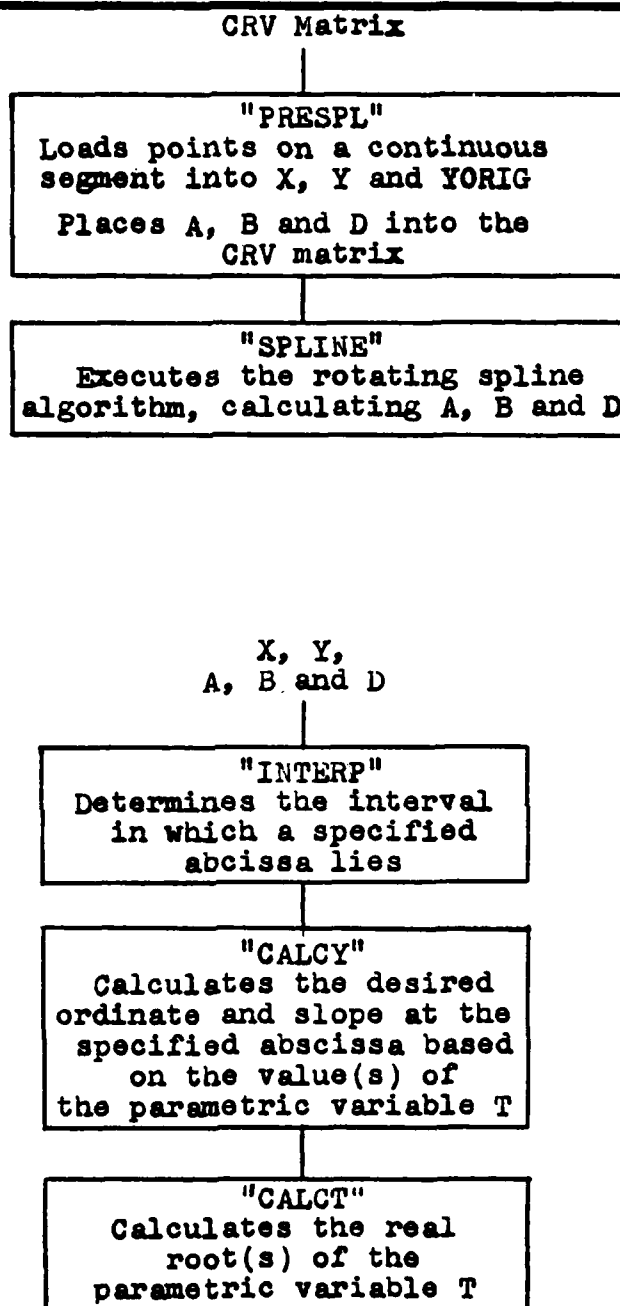 CRV Matrix
"PRESPL"
Loads points on a continuous
segment into X, Y and YORIG
Places A, B and D into the
CRV matrix
"SPLINE"
Executes the rotating spline
algorithm, calculating A, B and D
X, Y,
A, B and D
"INTERP"
Determines the interval
in which a specified
abcissa lies
"CALCY"
Calculates the desired
ordinate and slope at the
specified abscissa based
on the value(s) of
the parametric variable T
"CALCT"
Calculates the real
root(s) of the
parametric variable T